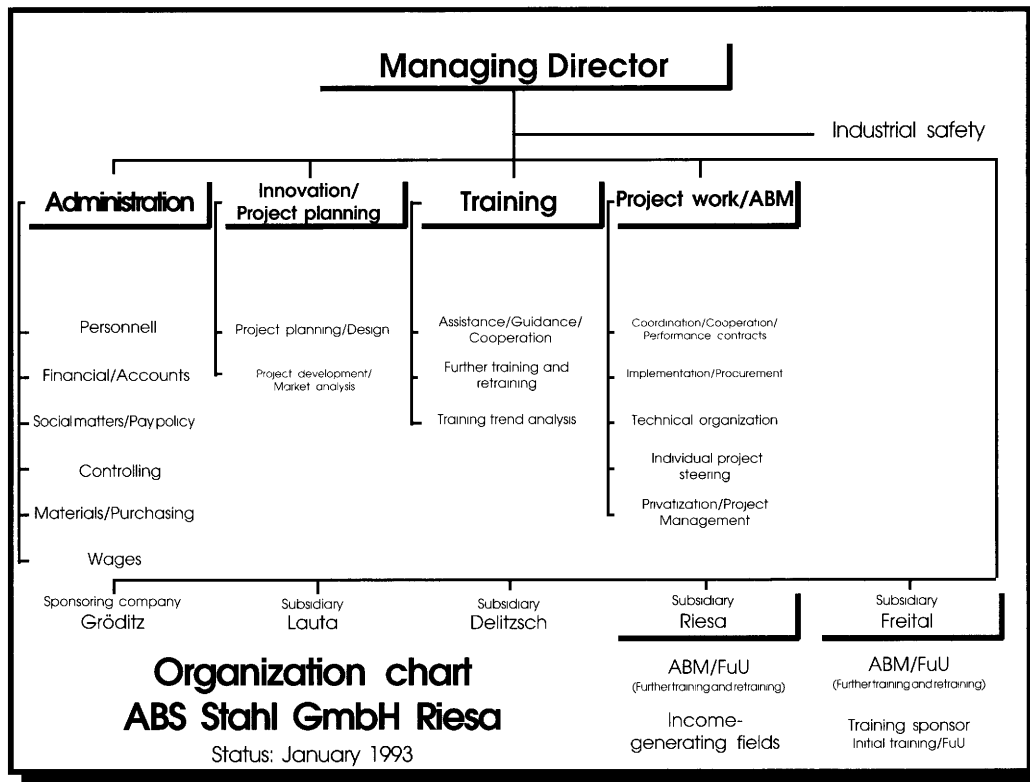 Managing Director
Industrial safety
Administration
Personnell
Financial/Accounts
Social matters/Pay policy
Controlling
Materials/Purchasing
Wages
Innovation/
Project planning
Project planning/Design
Project development/
Market analysis
Training
Assistance/Guidance/
Cooperation
Further training and
retraining
Training trend analysis
Project work/ABM
Coordination/Cooperation/
Performance contracts
Implementation/Procurement
Technical organization
Individual project
steering
Privatization/Project
Management
Sponsoring company
Gröditz
Subsidiary
Lauta
Subsidiary
Delitzsch
Subsidiary
Riesa
ABM/FuU
(Further training and retraining)
Income-
generating fields
Subsidiary
Freital
ABM/FuU
(Further training and retraining)
Training sponsor
Initial training/FuU
Organization chart
ABS Stahl GmbH Riesa
Status: January 1993